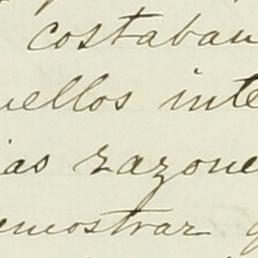 costaban
uellos inte
ias razone
emostrar q